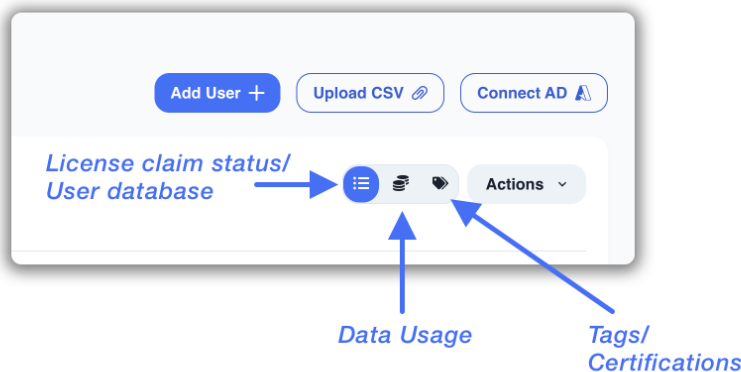 Add User
Upload CSV
Connect AD
License claim status/
User database
Actions
Data Usage
Tags/
Certifications